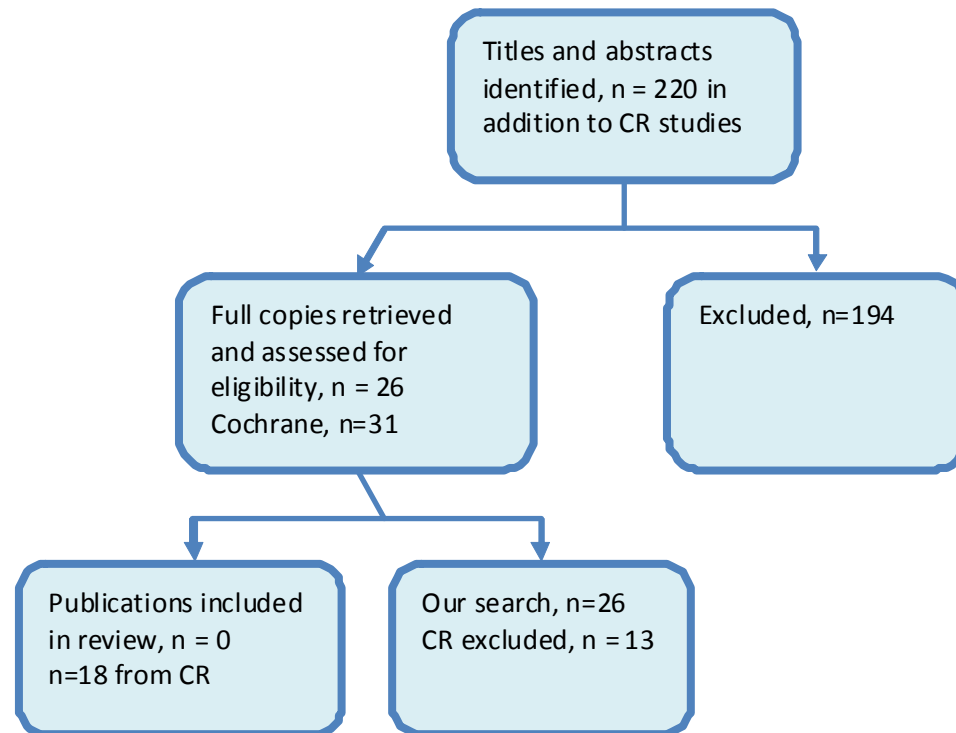 Titles and abstracts
identified, n = 220 in
addition to CR studies
Full copies retrieved
and assessed for
eligibility, n = 26
Cochrane, n=31
Excluded, n=194
Publications included
in review, n = 0
n=18 from CR
Our search, n=26
CR excluded, n = 13